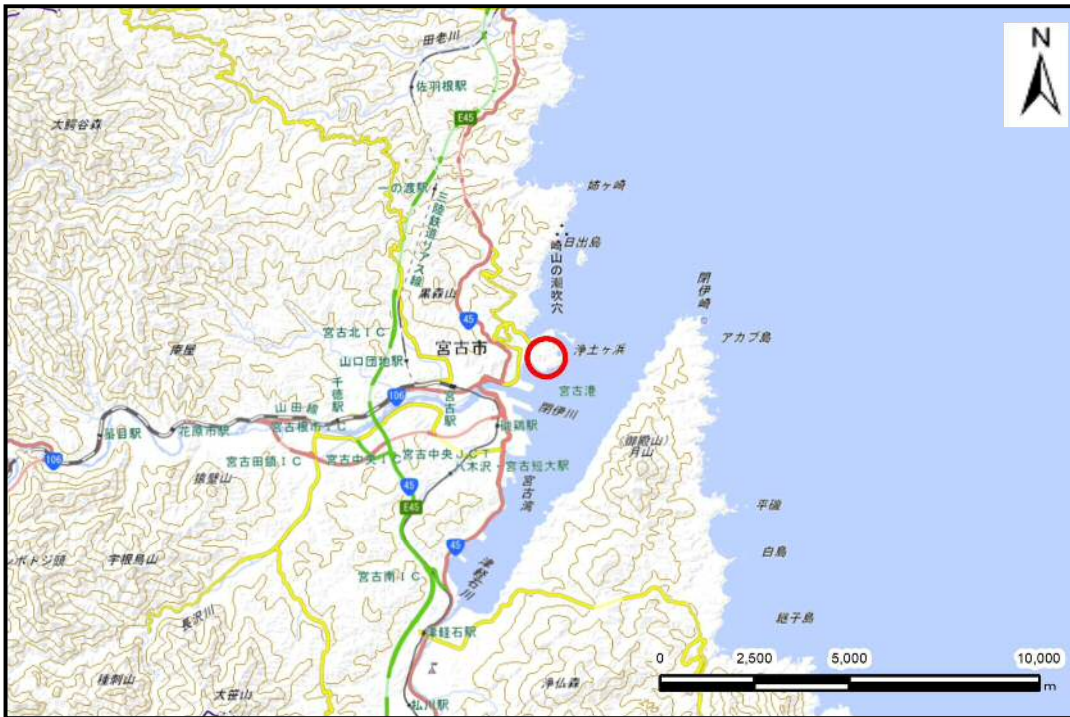 田老川
N
佐羽根駅
E45
大飼谷森
一の渡駅
姉ヶ崎
三陸鉄道リアス線
日出島
崎山の潮吹穴
閉伊崎
黒森山
45
アカブ島
宮古北IC
宮古市
浄土ヶ浜
山口団地駅
宮古港
千徳駅
106
宮古駅
閉伊川
山田線
花原市駅
宮古根市IC
磯鶏駅
蟇目駅
(御殿山)
月山
宮古田鎖IC
宮古中央IC
宮古中央JCT
106
八木沢・宮古短大駅
猿壁山
45
宮古湾
E45
平磯
45
白島
宇根鳥山
宮古南IC
津軽石川
長沢川
津軽石駅
種刺山
浄仏森
大笹山
払川駅
0 2,500 5,000 10,000
m